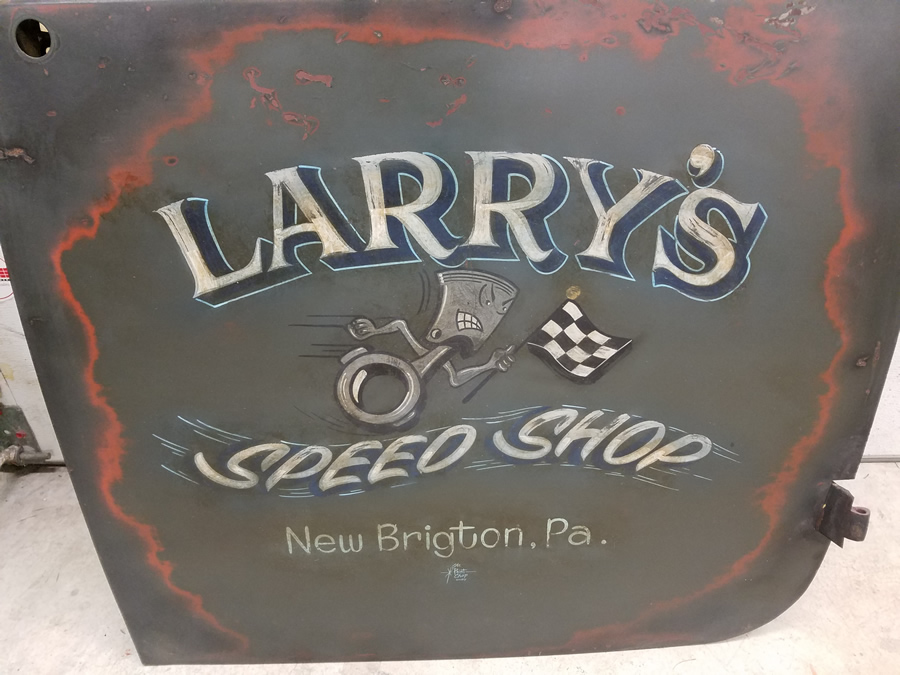 LARRY'S
SPEED SHOP
New Brigton, Pa.